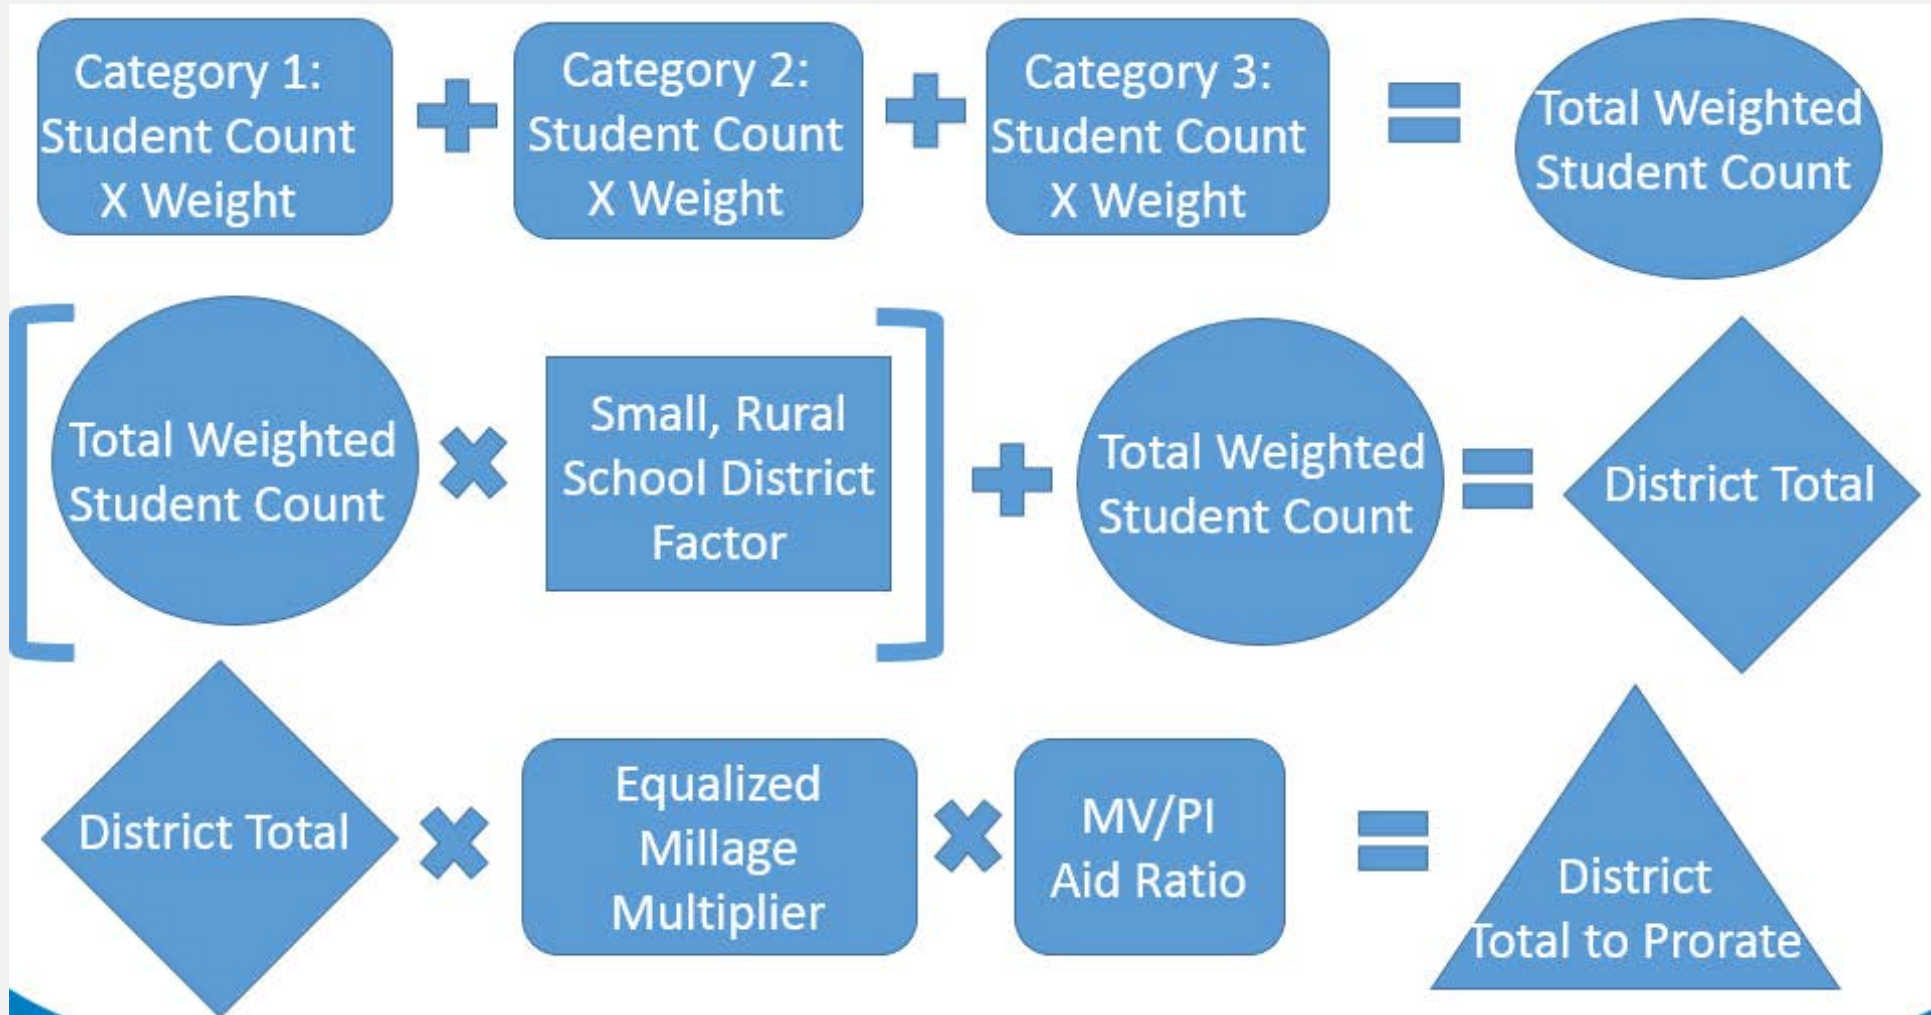 Category 1:
Student Count
X Weight
Category 2:
Student Count
X Weight
Category 3:
Student Count
X Weight
Total Weighted
Student Count
Total Weighted
Student Count
Small, Rural
School District
Factor
Total Weighted
Student Count
District Total
District Total
Equalized
Millage
Multiplier
MV/PI
Aid Ratio
District
Total to Prorate